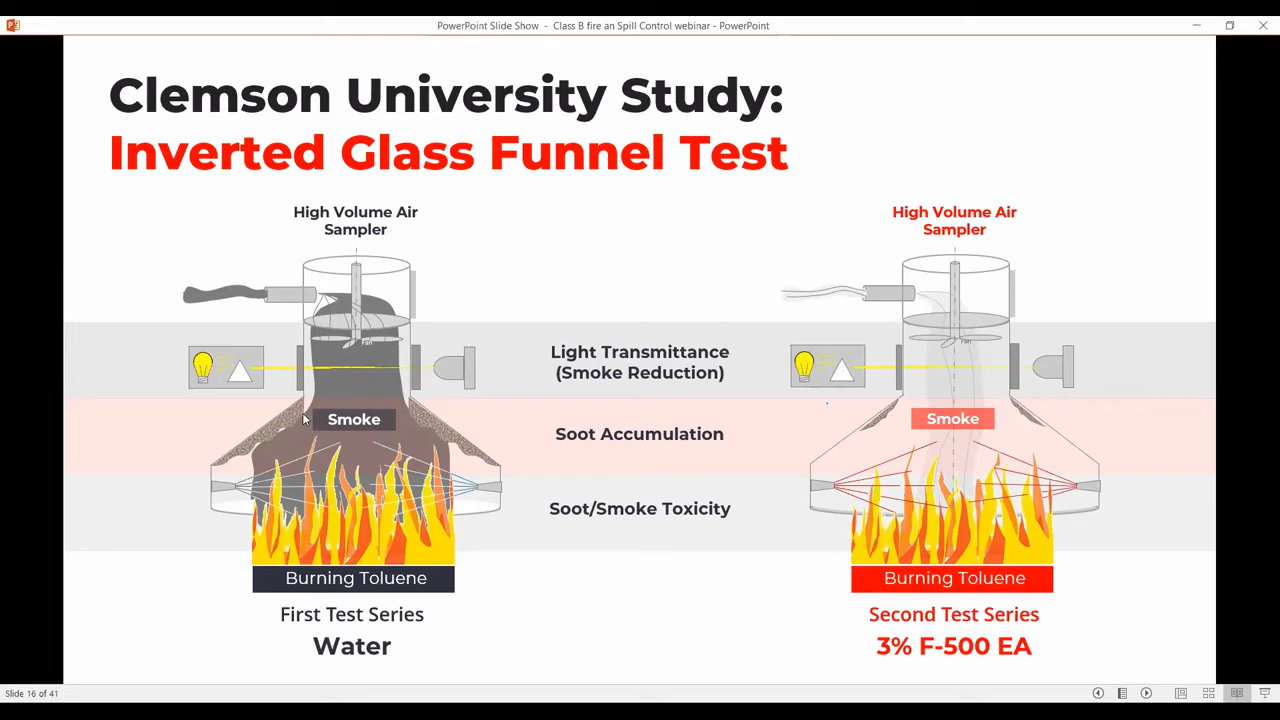 PowerPoint Slide Show - Class B fire an Spill Control webinar - PowerPoint
Clemson University Study:
Inverted Glass Funnel Test
High Volume Air
Sampler
Fan
Smoke
Burning Toluene
First Test Series
Water
Light Transmittance
(Smoke Reduction)
Soot Accumulation
Soot/Smoke Toxicity
High Volume Air
Sampler
Fan
Smoke
Burning Toluene
Second Test Series
3% F-500 EA
Slide 16 of 41